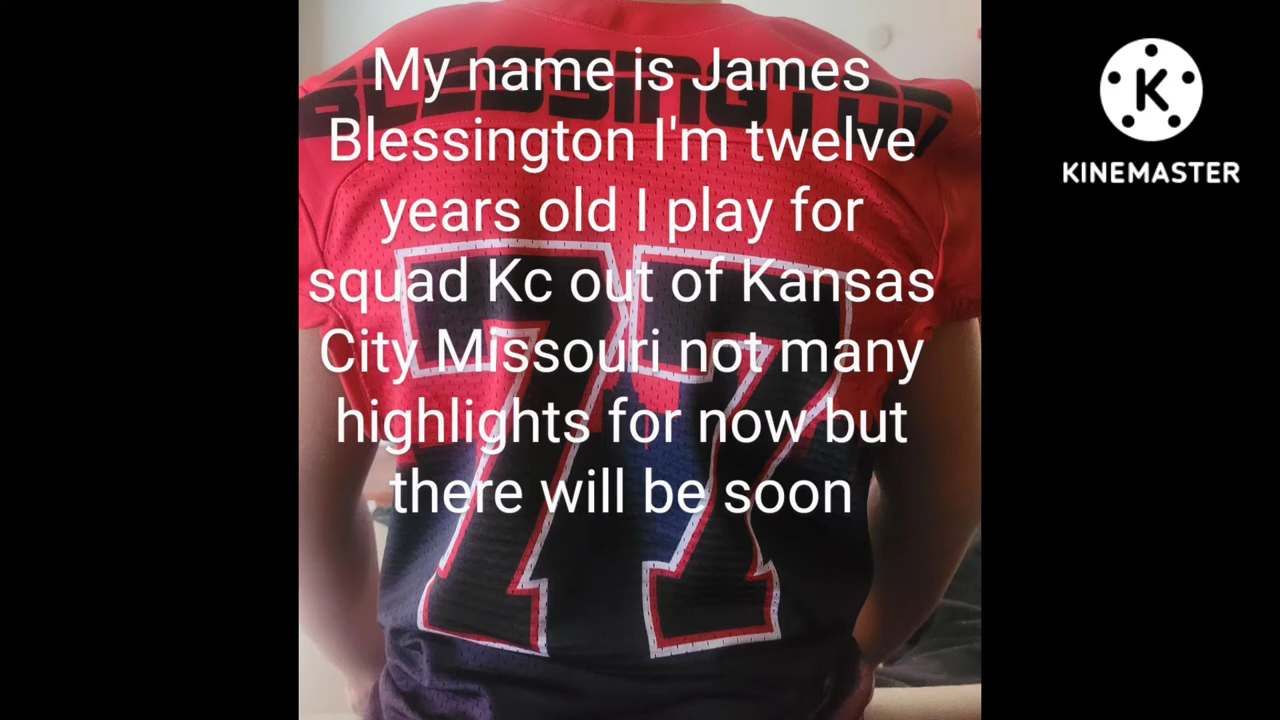 My name is James
Blessington I'm twelve
years old I play for
squad Kc out of Kansas
City Missouri not many
highlights for now but
there will be soon
BLESSINGTON
77
K
KINEMASTER